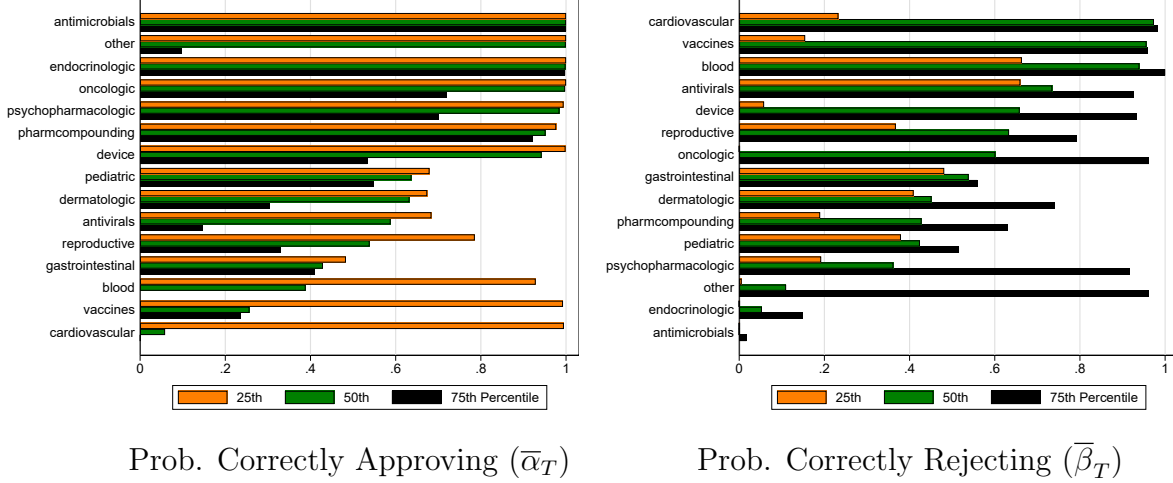 antimicrobials
other
endocrinologic
oncologic
psychopharmacologic
pharmcompounding
device
pediatric
dermatologic
antivirals
reproductive
gastrointestinal
blood
vaccines
cardiovascular
0 .2 .4 .6 .8 1
25th 50th 75th Percentile
Prob. Correctly Approving (α̅_T)
cardiovascular
vaccines
blood
antivirals
device
reproductive
oncologic
gastrointestinal
dermatologic
pharmcompounding
pediatric
psychopharmacologic
other
endocrinologic
antimicrobials
0 .2 .4 .6 .8 1
25th 50th 75th Percentile
Prob. Correctly Rejecting (β̅_T)